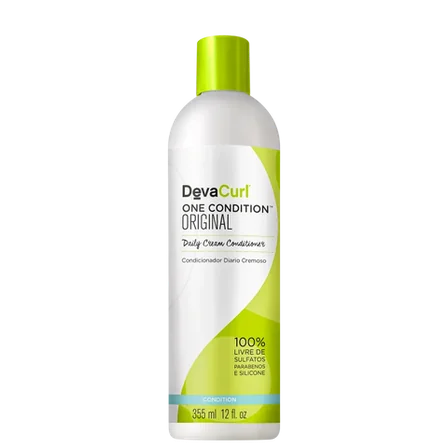 DevaCurl
ONE CONDITION™
ORIGINAL
Daily Cream Conditioner
Condicionador Diario Cremoso
100%
LIVRE DE
SULFATOS
PARABENOS
E SILICONE
CONDITION
355 ml 12 fl. oz